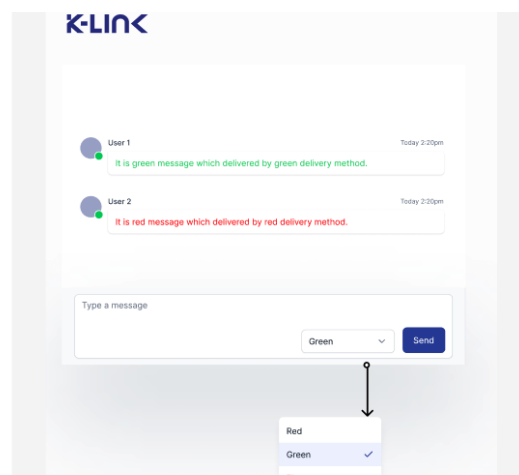 K-LINK
User 1
Today 2:20pm
It is green message which delivered by green delivery method.
User 2
Today 2:20pm
It is red message which delivered by red delivery method.
Type a message
Green
Send
Red
Green